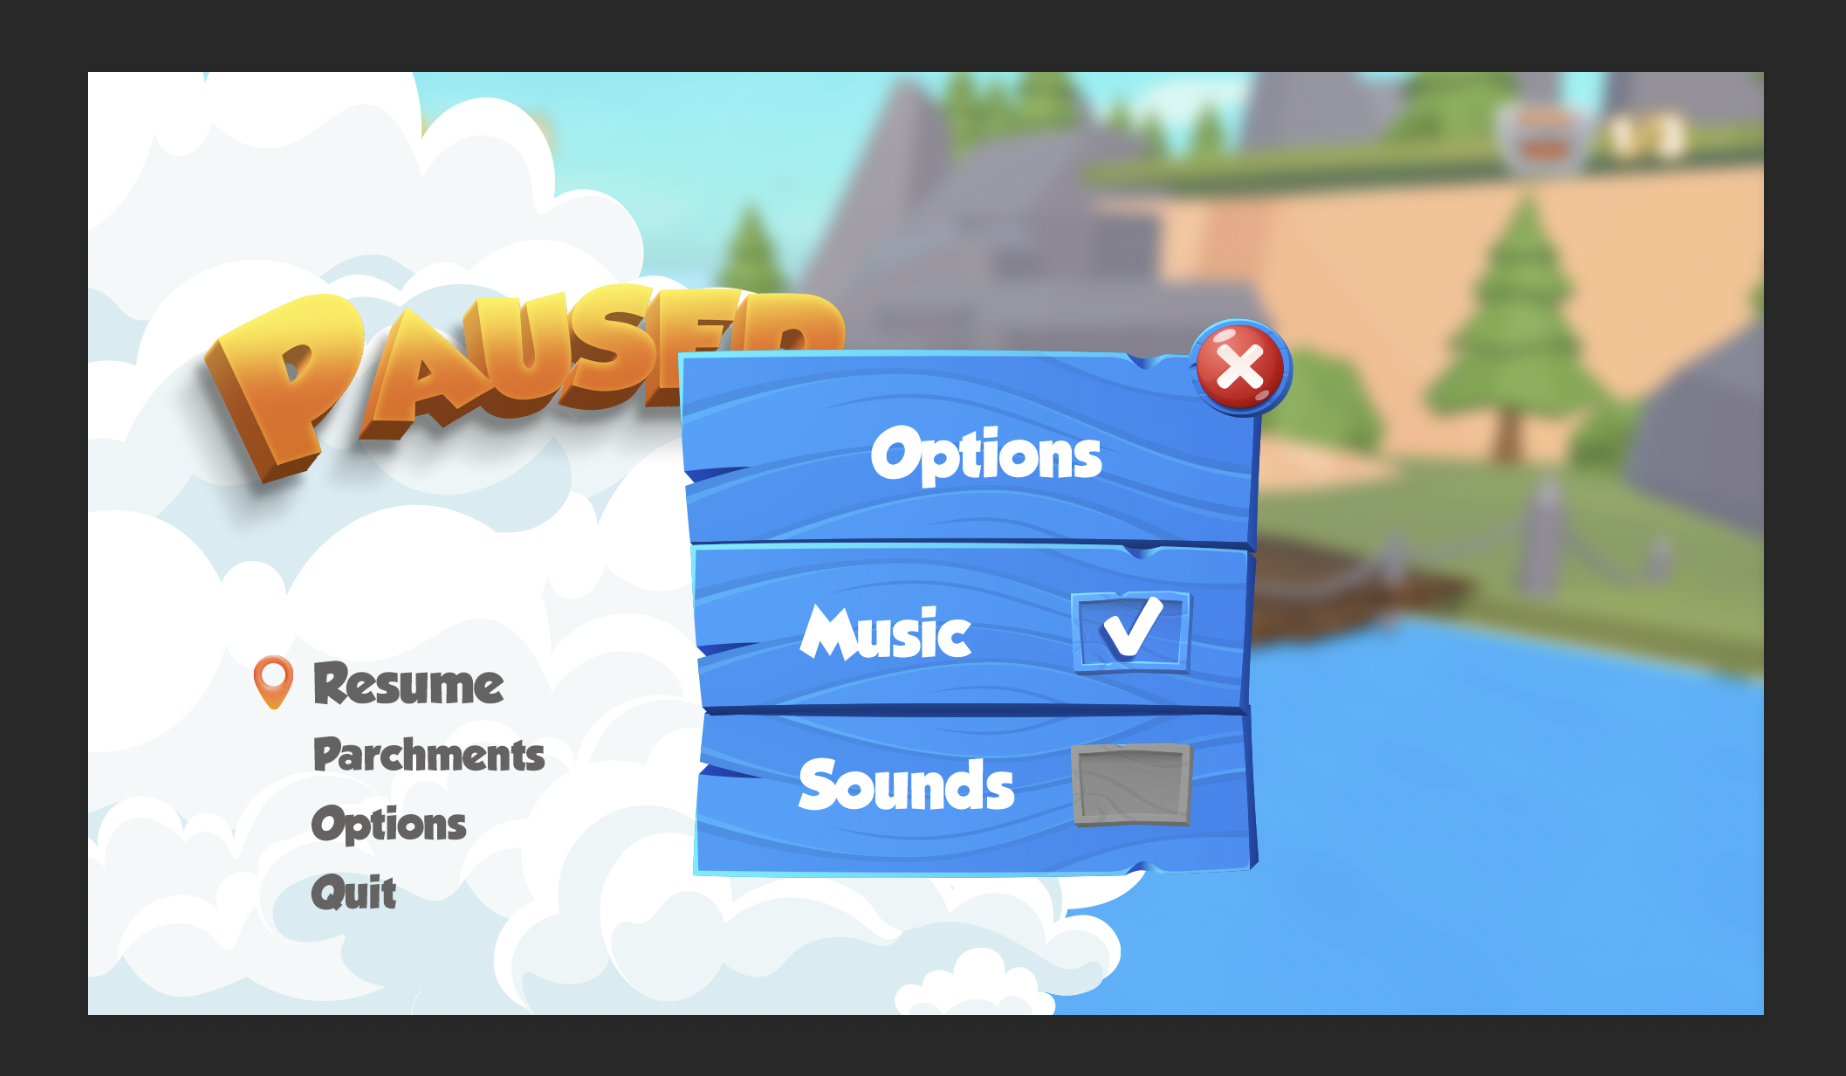 PAUSED
Options
Music
Sounds
Resume
Parchments
Options
Quit